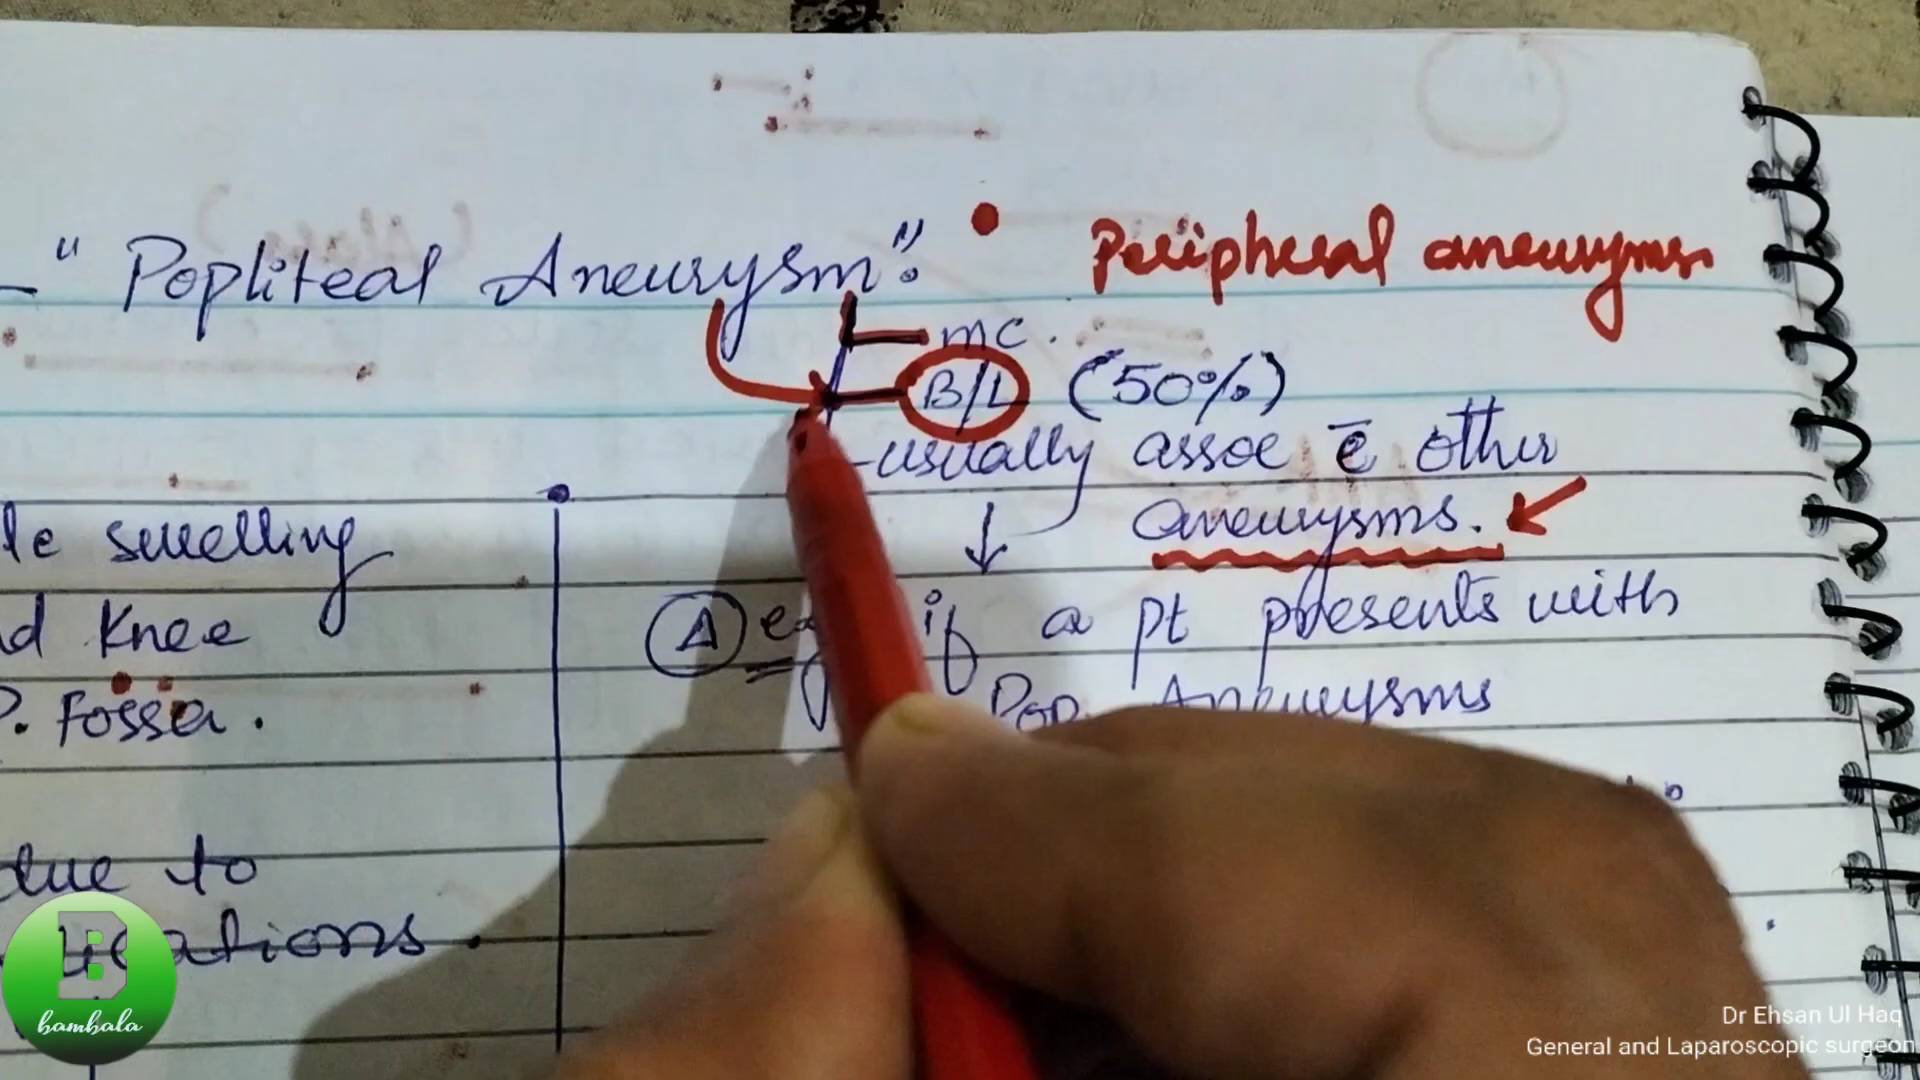 "Popliteal Aneurysm": Peripheral aneurysms
mc.
B/L (50%)
usually assoc c̄ other
aneurysms.
le swelling
A eg if a pt presents with
d Knee
Pop. Aneurysms
P. Fossa.
due to
B
bambala
Dr Ehsan Ul Haq
General and Laparoscopic surgeon